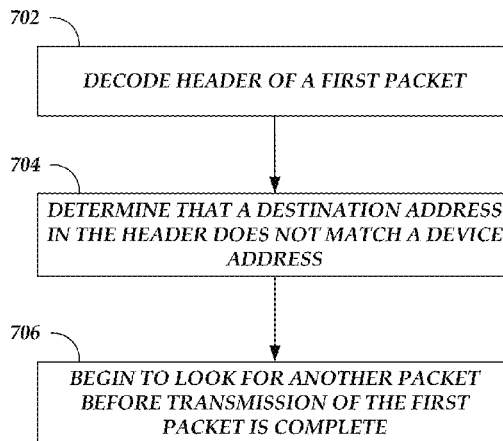 702
DECODE HEADER OF A FIRST PACKET
704
DETERMINE THAT A DESTINATION ADDRESS
IN THE HEADER DOES NOT MATCH A DEVICE
ADDRESS
706
BEGIN TO LOOK FOR ANOTHER PACKET
BEFORE TRANSMISSION OF THE FIRST
PACKET IS COMPLETE